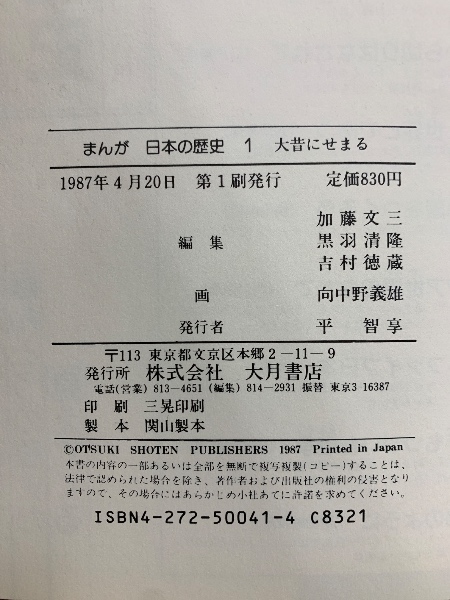 まんが 日本の歴史 1 大昔にせまる
1987年4月20日 第1刷発行 定価830円
加藤文三
編集 黒羽清隆
吉村徳蔵
画 向中野義雄
発行者 平智享
〒113 東京都文京区本郷2-11-9
発行所 株式会社 大月書店
電話(営業) 813-4651 (編集) 814-2931 振替 東京3-16387
印刷 三晃印刷
製本 関山製本
©OTSUKI SHOTEN PUBLISHERS 1987 Printed in Japan
本書の内容の一部あるいは全部を無断で複写複製(コピー)することは、
法律で認められた場合を除き、著作者および出版社の権利の侵害となり
ますので、その場合にはあらかじめ小社あてに許諾を求めてください。
ISBN4-272-50041-4 C8321